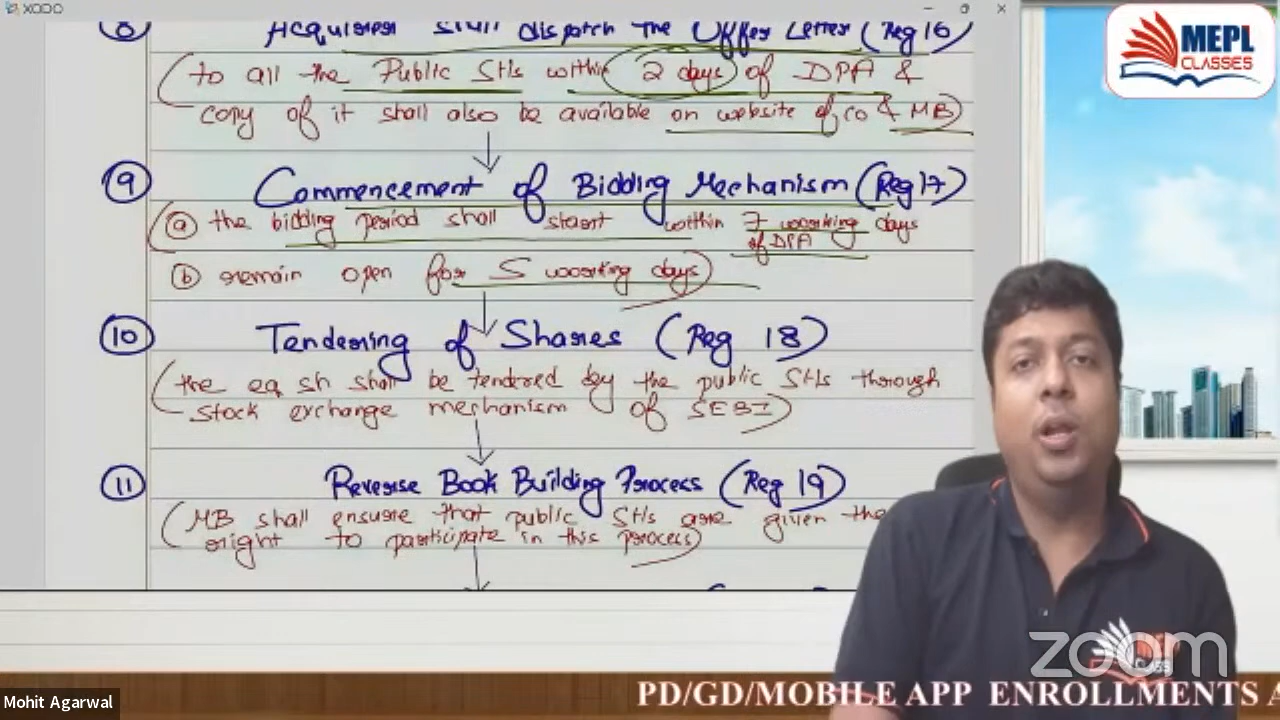 XODO
MEPL
CLASSES
⑧ Acquirer shall dispatch the Offer Letter (Reg 16)
(to all the Public SHs within 2 days of DPA &
copy of it shall also be available on website of co & MB)
⑨ Commencement of Bidding Mechanism (Reg 17)
(ⓐ the bidding period shall start within 7 working days
of DPA
ⓑ remain open for 5 working days)
⑩ Tendering of Shares (Reg 18)
(the eq sh shall be tendered by the public SHs through
stock exchange mechanism of SEBI)
⑪ Reverse Book Building Process (Reg 19)
(MB shall ensure that public SHs are given the
right to participate in this process)
MEPL
CLASS
zoom
Mohit Agarwal
PD/GD/MOBILE APP ENROLLMENTS A